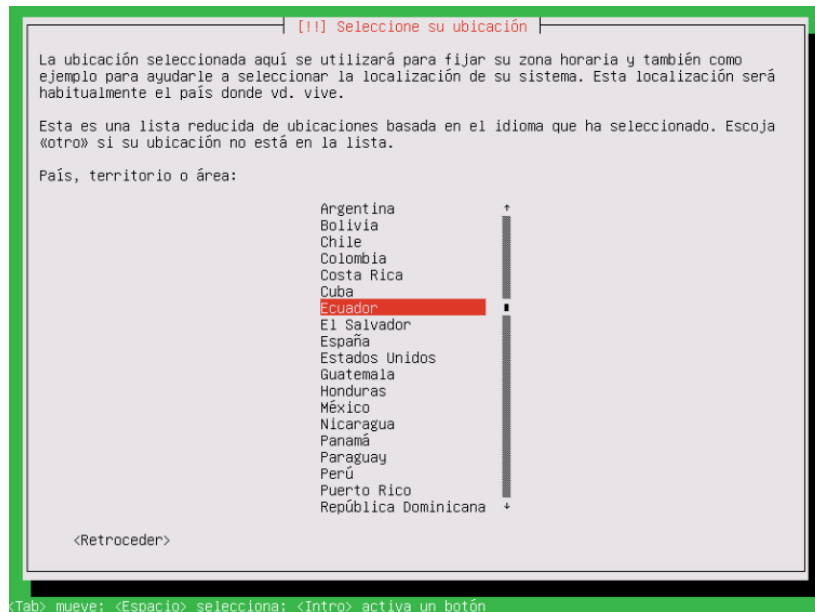 [!!] Seleccione su ubicación
La ubicación seleccionada aquí se utilizará para fijar su zona horaria y también como
ejemplo para ayudarle a seleccionar la localización de su sistema. Esta localización será
habitualmente el país donde vd. vive.
Esta es una lista reducida de ubicaciones basada en el idioma que ha seleccionado. Escoja
«otro» si su ubicación no está en la lista.
País, territorio o área:
Argentina
Bolivia
Chile
Colombia
Costa Rica
Cuba
Ecuador
El Salvador
España
Estados Unidos
Guatemala
Honduras
México
Nicaragua
Panamá
Paraguay
Perú
Puerto Rico
República Dominicana
<Retroceder>
<Tab> mueve; <Espacio> selecciona; <Intro> activa un botón